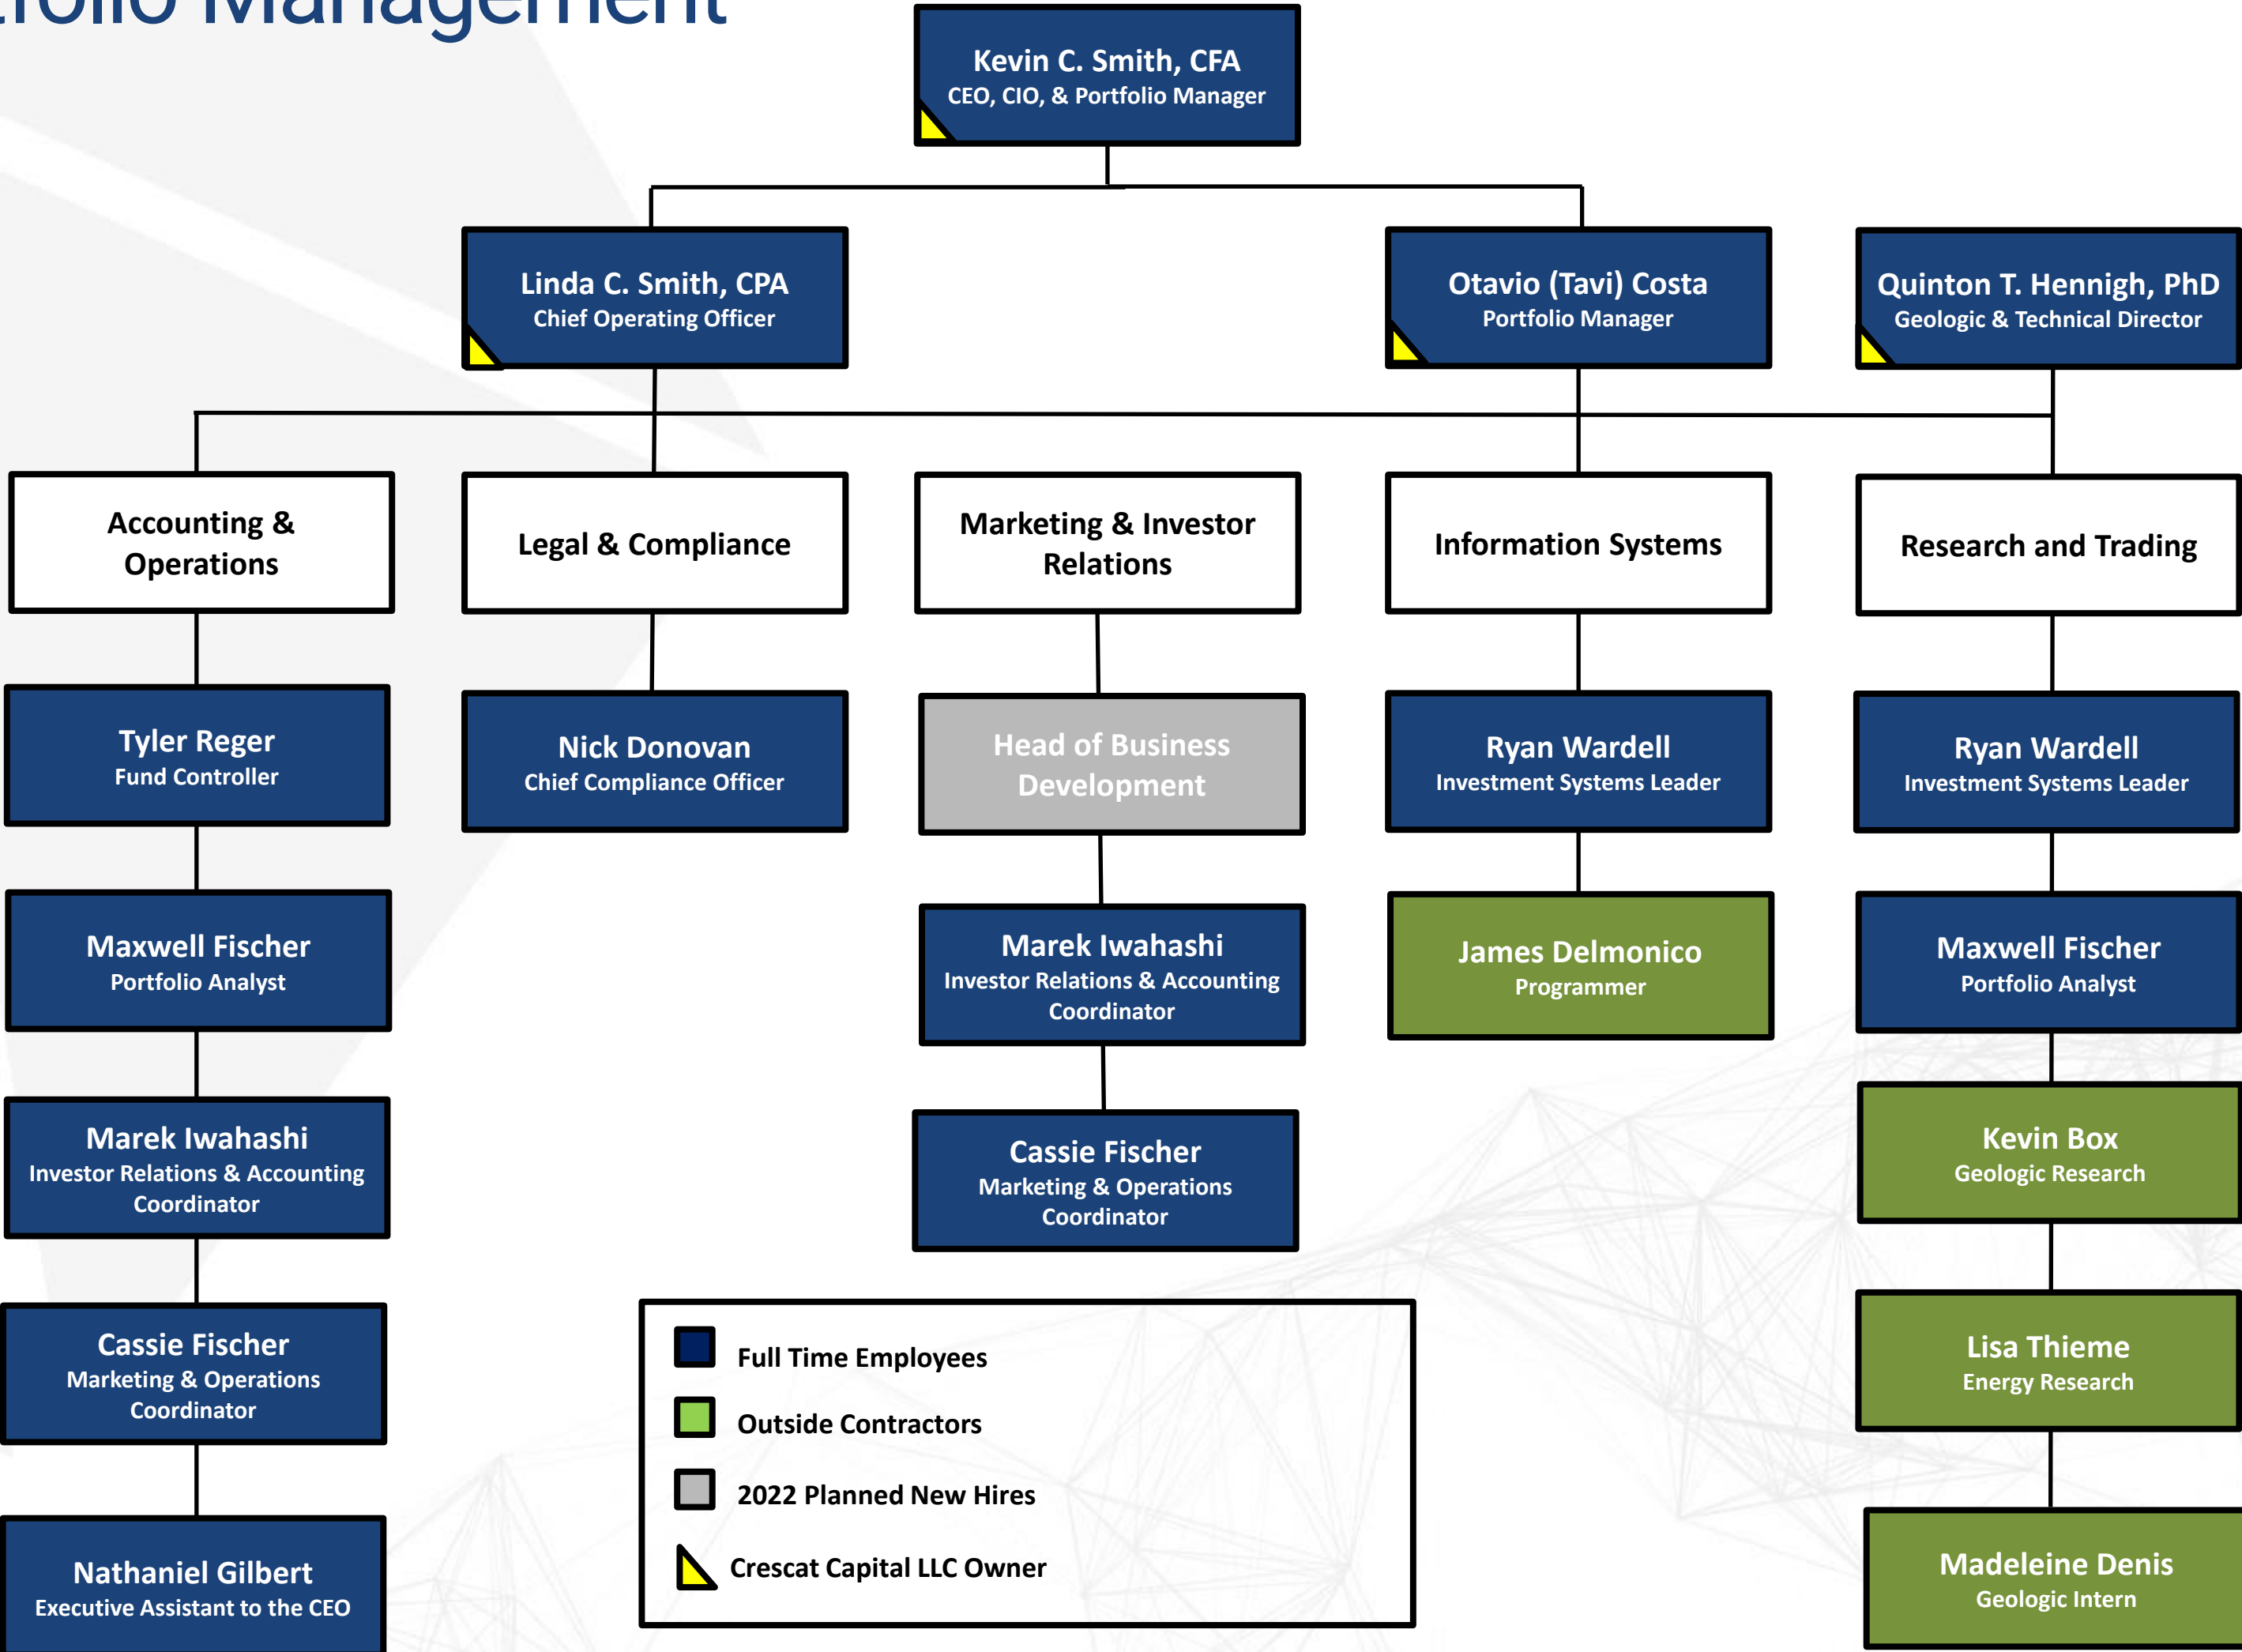 Management
Kevin C. Smith, CFA
CEO, CIO, & Portfolio Manager
Linda C. Smith, CPA
Chief Operating Officer
Otavio (Tavi) Costa
Portfolio Manager
Quinton T. Hennigh, PhD
Geologic & Technical Director
Accounting &
Operations
Legal & Compliance
Marketing & Investor
Relations
Information Systems
Research and Trading
Tyler Reger
Fund Controller
Nick Donovan
Chief Compliance Officer
Head of Business
Development
Ryan Wardell
Investment Systems Leader
Ryan Wardell
Investment Systems Leader
Maxwell Fischer
Portfolio Analyst
Marek Iwahashi
Investor Relations & Accounting
Coordinator
James Delmonico
Programmer
Maxwell Fischer
Portfolio Analyst
Marek Iwahashi
Investor Relations & Accounting
Coordinator
Cassie Fischer
Marketing & Operations
Coordinator
Kevin Box
Geologic Research
Cassie Fischer
Marketing & Operations
Coordinator
Lisa Thieme
Energy Research
Nathaniel Gilbert
Executive Assistant to the CEO
Madeleine Denis
Geologic Intern
Full Time Employees
Outside Contractors
2022 Planned New Hires
Crescat Capital LLC Owner